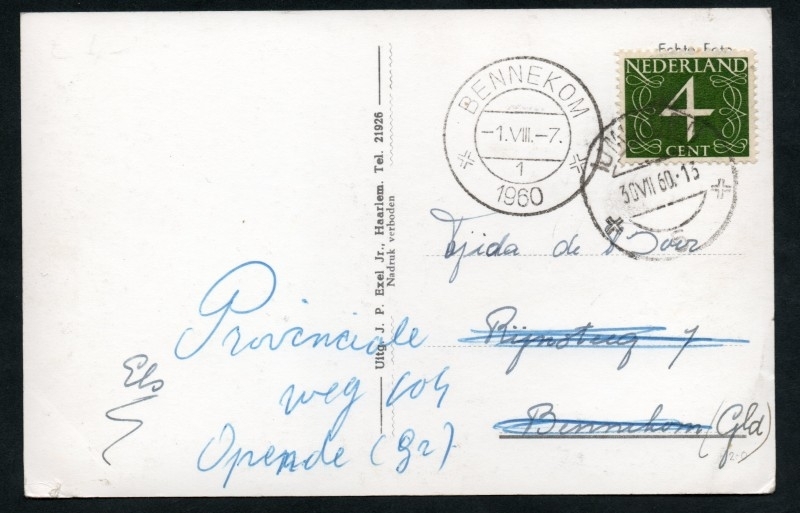 Echte Foto
NEDERLAND
4
CENT
BENNEKOM
-1.VIII.-7.
1
1960
30 VII 60.-13
Uitg. J. P. Exel Jr., Haarlem. Tel. 21926
Nadruk verboden
Tjida de Boer
Rijnsteeg 7
Bennekom (Gld)
Provinciale
weg
Opende (Gr)
Els